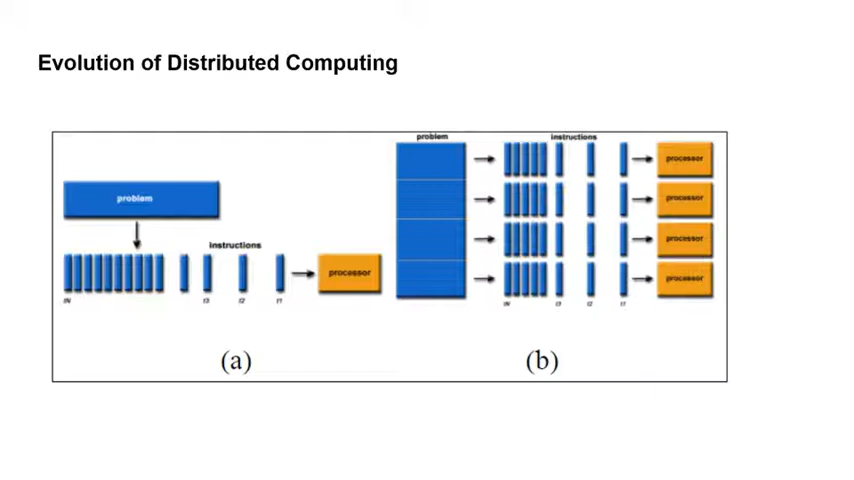 Evolution of Distributed Computing
problem
instructions
processor
tN
t3
t2
t1
(a)
problem
instructions
processor
processor
processor
processor
tN
t3
t2
t1
(b)